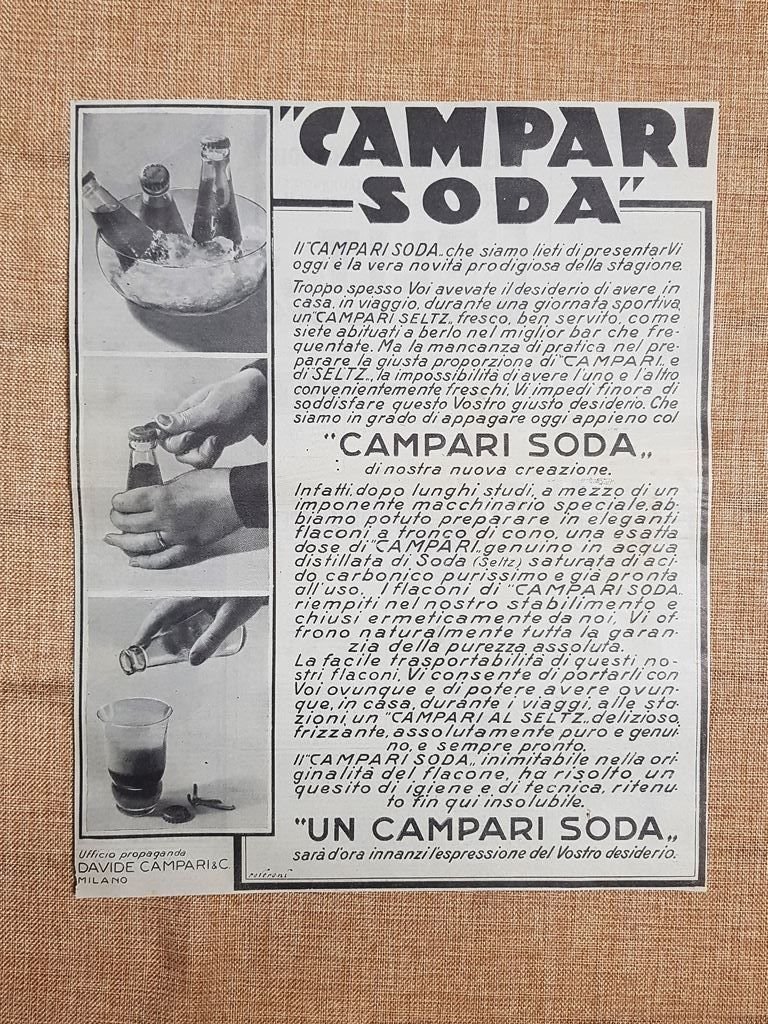 "CAMPARI
SODA"
Il "CAMPARI SODA„ che siamo lieti di presentarVi
oggi è la vera novità prodigiosa della stagione.
Troppo spesso Voi avevate il desiderio di avere, in
casa, in viaggio, durante una giornata sportiva,
un "CAMPARI SELTZ„ fresco, ben servito, come
siete abituati a berlo nel miglior bar che fre-
quentate. Ma la mancanza di pratica nel pre-
parare la giusta proporzione di "CAMPARI„ e
di SELTZ„, la impossibilità di avere l'uno e l'altro
convenientemente freschi, Vi impedì finora di
soddisfare questo Vostro giusto desiderio. Che
siamo in grado di appagare oggi appieno col
"CAMPARI SODA„
di nostra nuova creazione.
Infatti, dopo lunghi studi, a mezzo di un
imponente macchinario speciale, ab-
biamo potuto preparare in eleganti
flaconi, a tronco di cono, una esatta
dose di "CAMPARI„ genuino in acqua
distillata di Soda (Seltz) saturata di aci-
do carbonico purissimo e già pronta
all'uso. I flaconi di "CAMPARI SODA„
riempiti nel nostro stabilimento e
chiusi ermeticamente da noi, Vi of-
frono naturalmente tutta la garan-
zia della purezza assoluta.
La facile trasportabilità di questi no-
stri flaconi, Vi consente di portarli con
Voi ovunque e di potere avere ovun-
que, in casa, durante i viaggi, alle sta-
zioni, un "CAMPARI AL SELTZ„ delizioso,
frizzante, assolutamente puro e genui-
no, e sempre pronto.
Il "CAMPARI SODA„, inimitabile nella ori-
ginalità del flacone, ha risolto un
quesito di igiene e di tecnica, ritenu-
to fin qui insolubile.
"UN CAMPARI SODA„
sarà d'ora innanzi l'espressione del Vostro desiderio.
Ufficio propaganda
DAVIDE CAMPARI & C.
MILANO